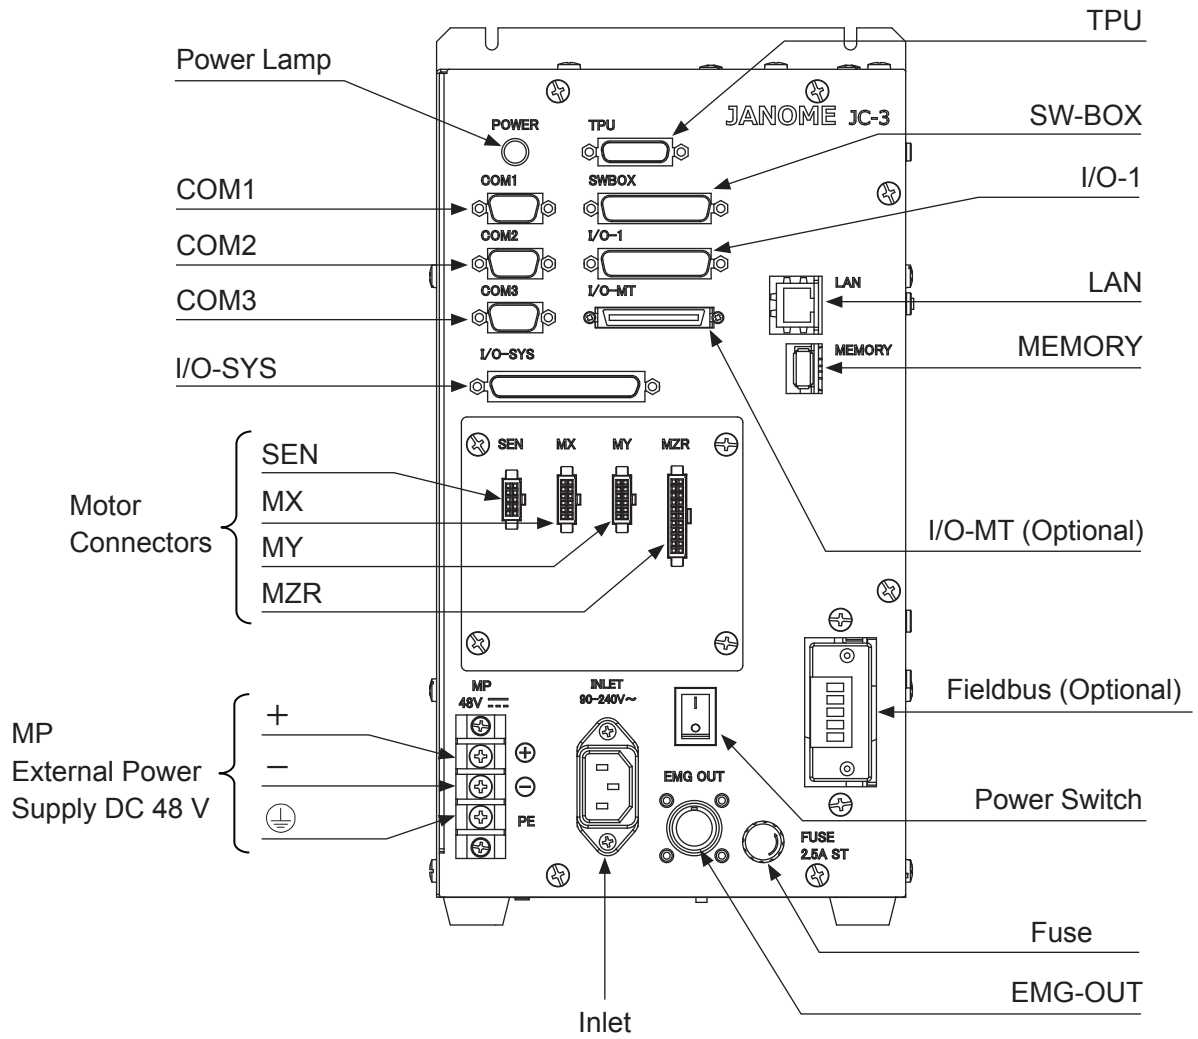 TPU
Power Lamp
JANOME JC-3
SW-BOX
POWER
TPU
I/O-1
COM1
COM1
SWBOX
COM2
COM2
I/O-1
LAN
LAN
COM3
COM3
I/O-MT
MEMORY
MEMORY
I/O-SYS
I/O-SYS
SEN
MX
MY
MZR
Motor
Connectors
SEN
MX
MY
MZR
I/O-MT (Optional)
Fieldbus (Optional)
MP
48V
INLET
90-240V~
MP
External Power
Supply DC 48 V
+
−
+
−
PE
EMG OUT
Power Switch
FUSE
2.5A ST
Fuse
EMG-OUT
Inlet